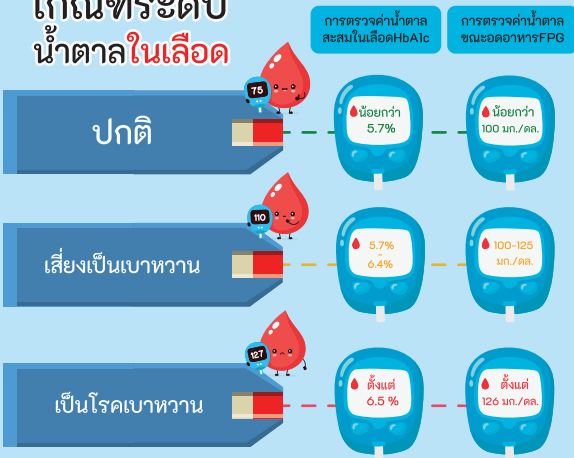 เกณฑ์ระดับ
น้ำตาลในเลือด
การตรวจค่าน้ำตาล
สะสมในเลือดHbA1c
การตรวจค่าน้ำตาล
ขณะอดอาหารFPG
75
ปกติ
น้อยกว่า
5.7%
น้อยกว่า
100 มก./ดล.
110
เสี่ยงเป็นเบาหวาน
5.7%
-
6.4%
100-125
มก./ดล.
127
เป็นโรคเบาหวาน
ตั้งแต่
6.5 %
ตั้งแต่
126 มก./ดล.